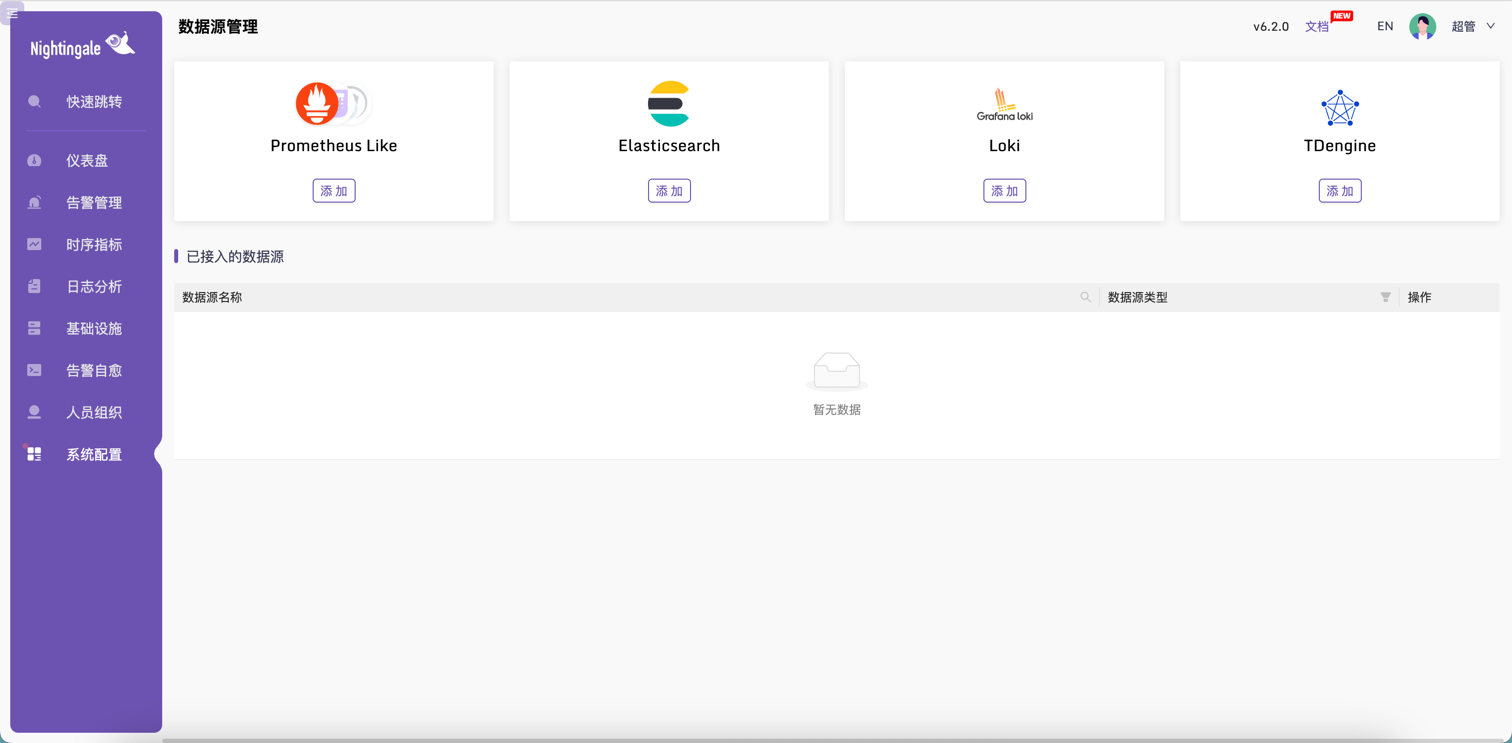 数据源管理
v6.2.0
文档
NEW
EN
超管
Nightingale
快速跳转
仪表盘
告警管理
时序指标
日志分析
基础设施
告警自愈
人员组织
系统配置
Prometheus Like
添 加
Elasticsearch
添 加
Grafana loki
Loki
添 加
TDengine
添 加
已接入的数据源
数据源名称
数据源类型
操作
暂无数据